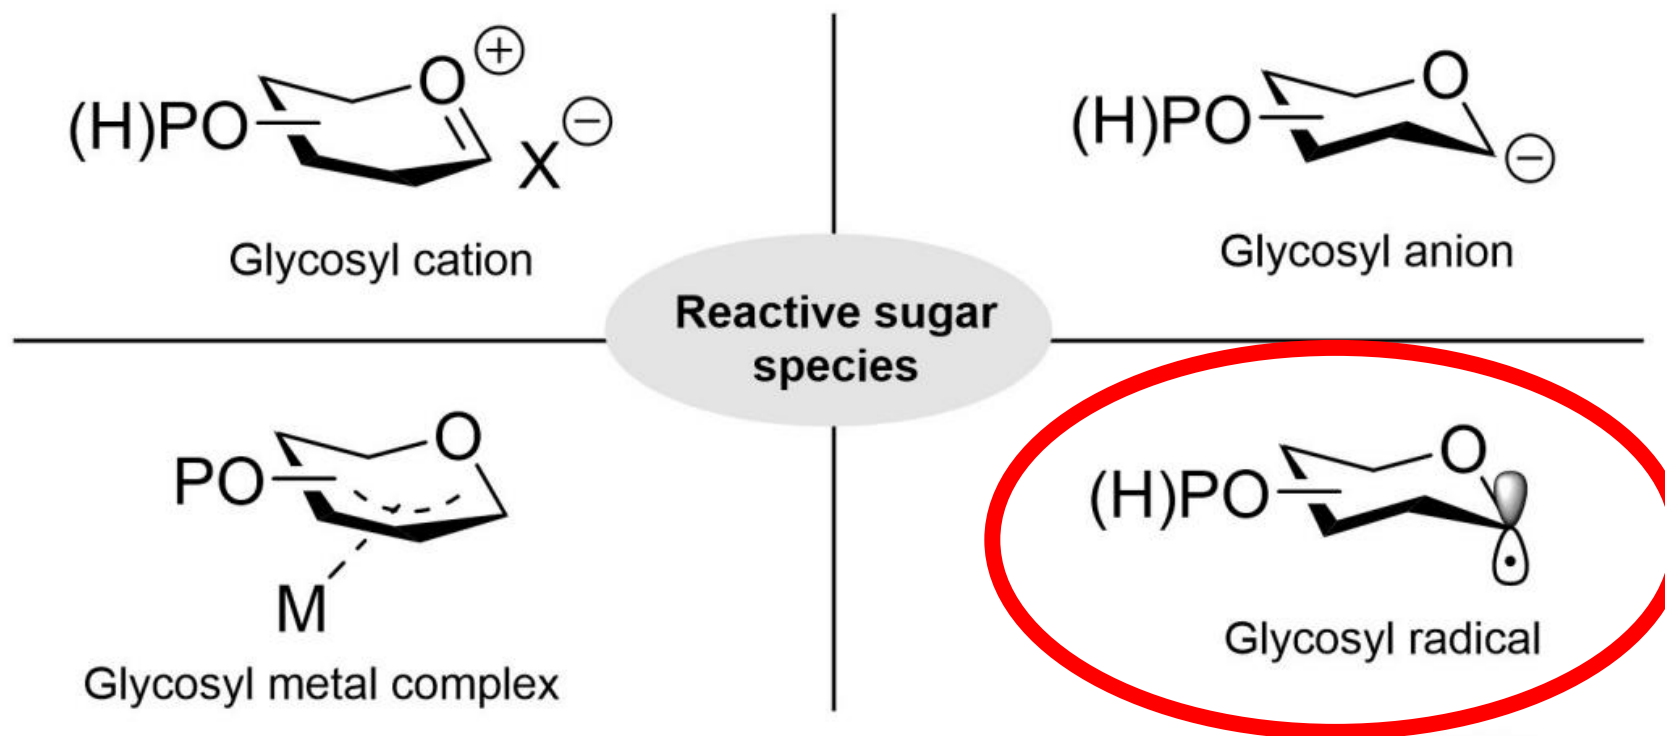 O⊕
(H)PO
X⊖
Glycosyl cation
O
(H)PO
⊖
Glycosyl anion
Reactive sugar
species
O
PO
M
Glycosyl metal complex
O
(H)PO
Glycosyl radical